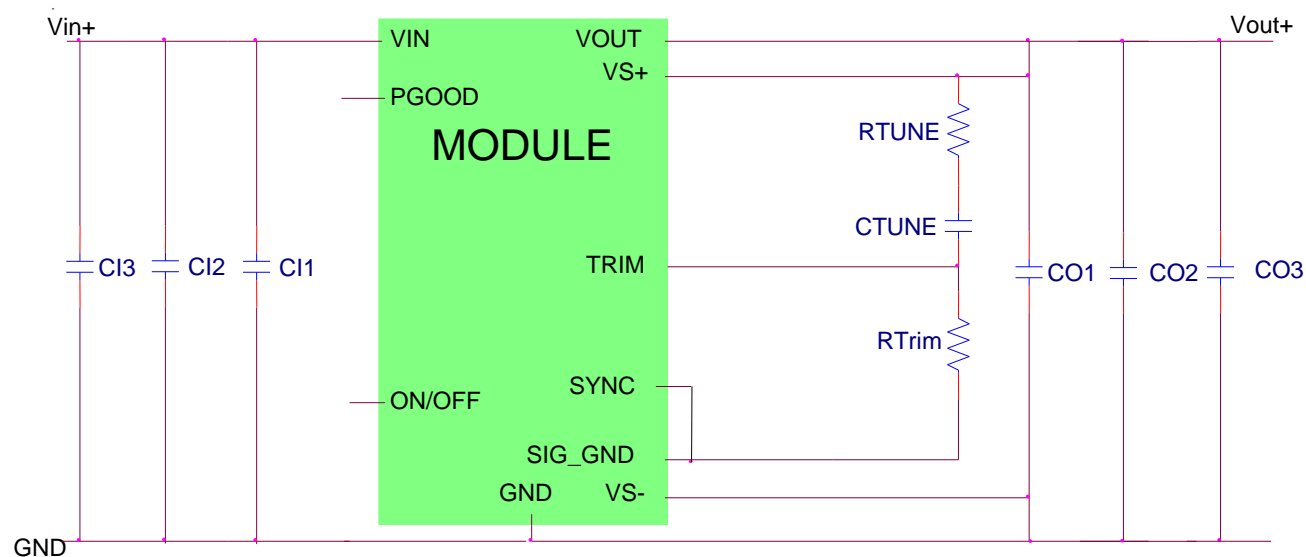 Vin+
VIN
VOUT
Vout+
VS+
PGOOD
RTUNE
MODULE
CTUNE
TRIM
CI3
CI2
CI1
CO1
CO2
CO3
RTrim
SYNC
ON/OFF
SIG_GND
GND
VS-
GND